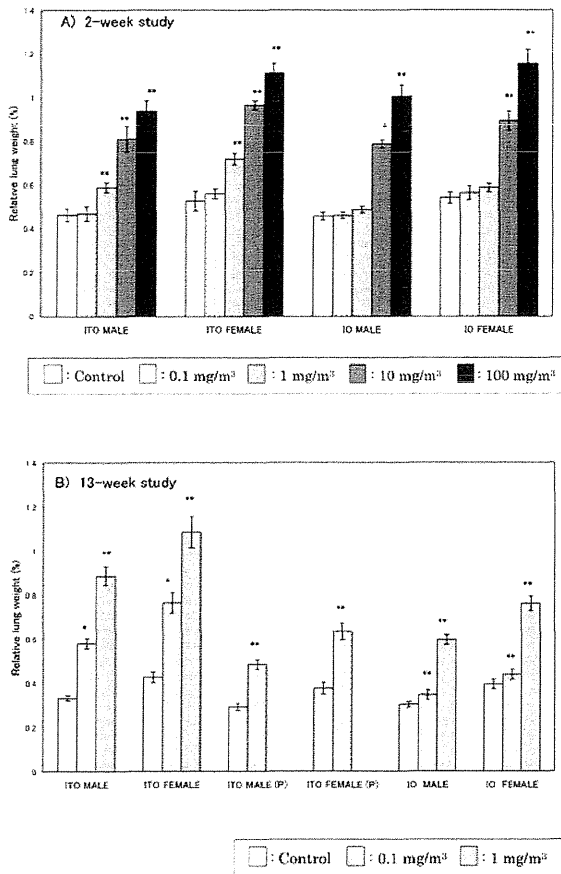 A) 2-week study
Relative lung weight (%)
1.4
1.2
1
0.8
0.6
0.4
0.2
0
** ** ** ** ** ** * ** ** **
ITO MALE ITO FEMALE IO MALE IO FEMALE
: Control : 0.1 mg/m³ : 1 mg/m³ : 10 mg/m³ : 100 mg/m³
B) 13-week study
Relative lung weight (%)
1.4
1.2
1
0.8
0.6
0.4
0.2
0
* ** * ** ** ** ** ** ** **
ITO MALE ITO FEMALE ITO MALE (P) ITO FEMALE (P) IO MALE IO FEMALE
: Control : 0.1 mg/m³ : 1 mg/m³